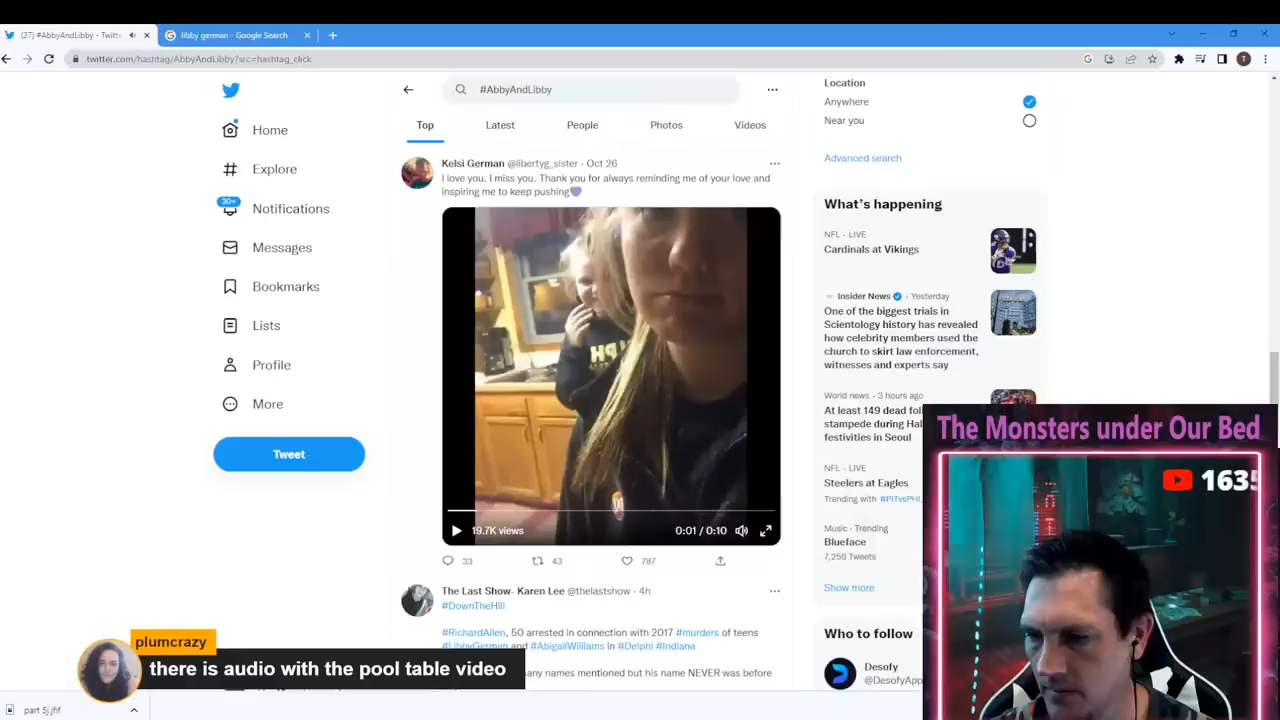 (27) #AbbyAndLibby - Twitt
libby german - Google Search
twitter.com/hashtag/AbbyAndLibby?src=hashtag_click
T
#AbbyAndLibby
Top
Latest
People
Photos
Videos
Home
Explore
20+
Notifications
Messages
Bookmarks
Lists
Profile
More
Tweet
Kelsi German @libertyg_sister · Oct 26
I love you. I miss you. Thank you for always reminding me of your love and
inspiring me to keep pushing💜
19.7K views
0:01 / 0:10
33
43
787
The Last Show- Karen Lee @thelastshow · 4h
#DownTheHill
#RichardAllen, 50 arrested in connection with 2017 #murders of teens
#LibbyGerman and #AbigailWilliams in #Delphi #Indiana
any names mentioned but his name NEVER was before
Location
Anywhere
Near you
Advanced search
What's happening
NFL · LIVE
Cardinals at Vikings
Insider News · Yesterday
One of the biggest trials in
Scientology history has revealed
how celebrity members used the
church to skirt law enforcement,
witnesses and experts say
World news · 3 hours ago
At least 149 dead fol
stampede during Hal
festivities in Seoul
NFL · LIVE
Steelers at Eagles
Trending with #PITvsPHI,
Music · Trending
Blueface
7,256 Tweets
Show more
Who to follow
Desofy
@DesofyApp
The Monsters under Our Bed
1635
plumcrazy
there is audio with the pool table video
part 5j.jfif